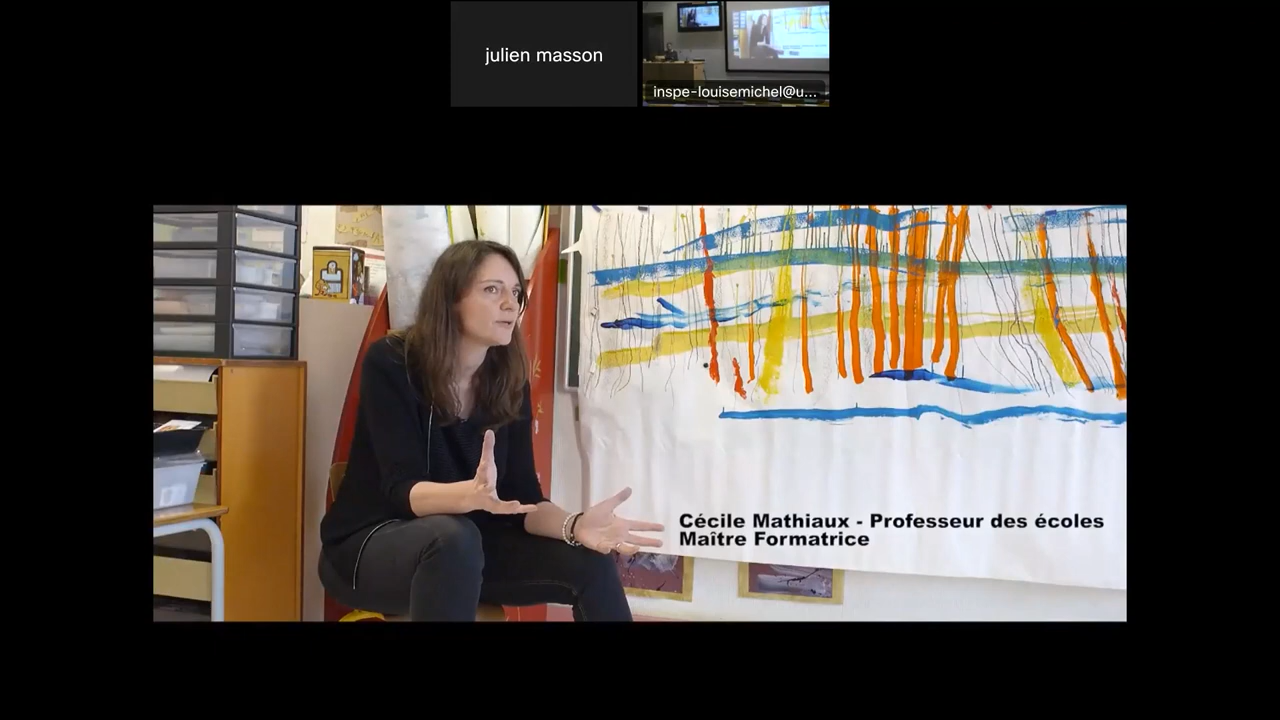 julien masson
inspe-louisemichel@u...
Cécile Mathiaux - Professeur des écoles
Maître Formatrice